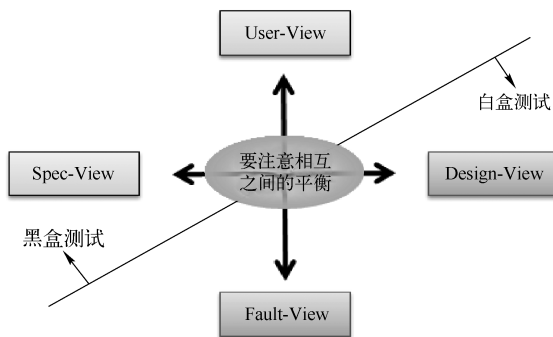 User-View
白盒测试
要注意相互
之间的平衡
Spec-View
Design-View
黑盒测试
Fault-View